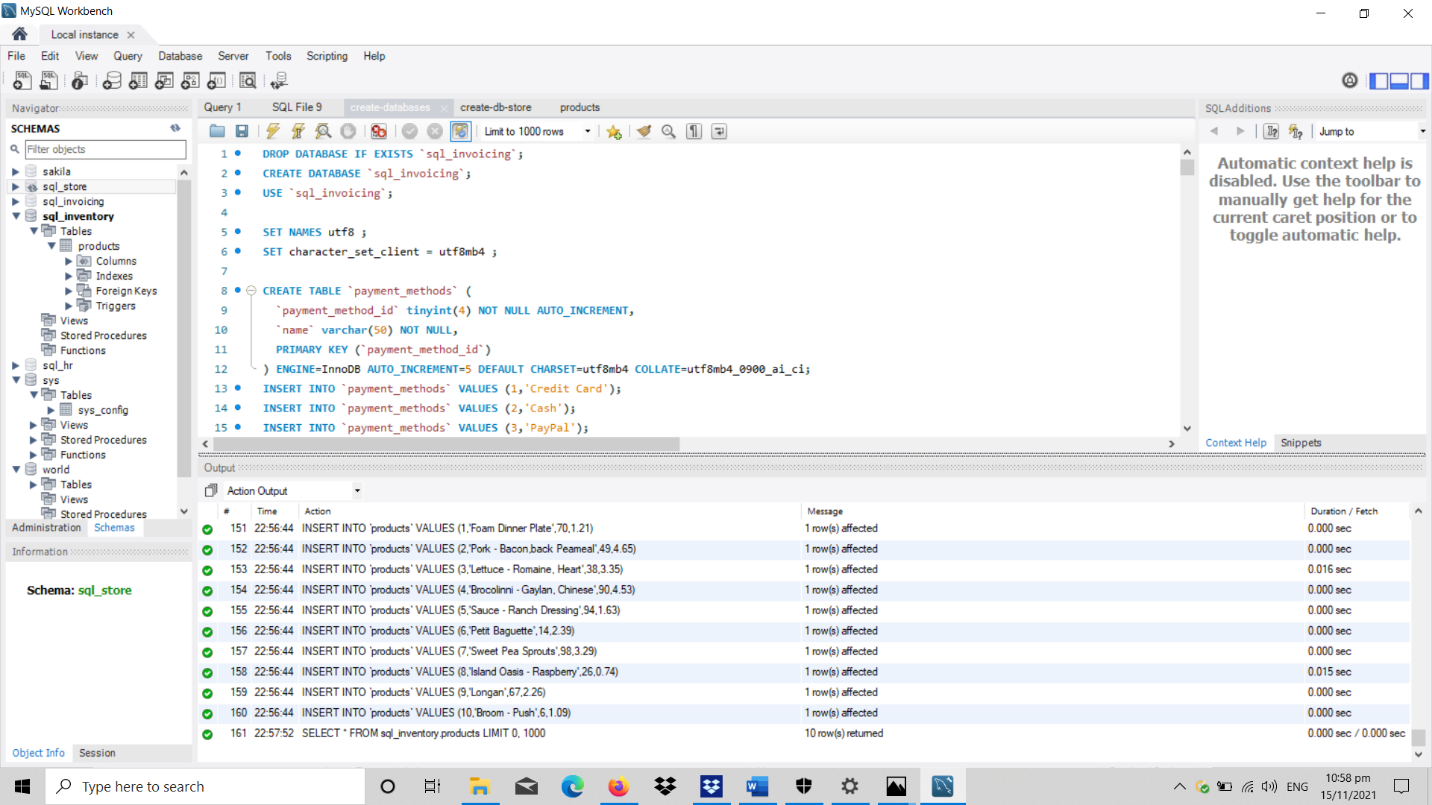 MySQL Workbench
Local instance
File Edit View Query Database Server Tools Scripting Help
Navigator
SCHEMAS
Filter objects
sakila
sql_store
sql_invoicing
sql_inventory
Tables
products
Columns
Indexes
Foreign Keys
Triggers
Views
Stored Procedures
Functions
sql_hr
sys
Tables
sys_config
Views
Stored Procedures
Functions
world
Tables
Views
Stored Procedures
Administration Schemas
Information
Schema: sql_store
Object Info Session
Query 1 SQL File 9 create-databases create-db-store products
Limit to 1000 rows
1 DROP DATABASE IF EXISTS `sql_invoicing`;
2 CREATE DATABASE `sql_invoicing`;
3 USE `sql_invoicing`;
4
5 SET NAMES utf8 ;
6 SET character_set_client = utf8mb4 ;
7
8 CREATE TABLE `payment_methods` (
9 `payment_method_id` tinyint(4) NOT NULL AUTO_INCREMENT,
10 `name` varchar(50) NOT NULL,
11 PRIMARY KEY (`payment_method_id`)
12 ) ENGINE=InnoDB AUTO_INCREMENT=5 DEFAULT CHARSET=utf8mb4 COLLATE=utf8mb4_0900_ai_ci;
13 INSERT INTO `payment_methods` VALUES (1,'Credit Card');
14 INSERT INTO `payment_methods` VALUES (2,'Cash');
15 INSERT INTO `payment_methods` VALUES (3,'PayPal');
SQLAdditions
Jump to
Automatic context help is
disabled. Use the toolbar to
manually get help for the
current caret position or to
toggle automatic help.
Context Help Snippets
Output
Action Output
# Time Action Message Duration / Fetch
151 22:56:44 INSERT INTO `products` VALUES (1,'Foam Dinner Plate',70,1.21) 1 row(s) affected 0.000 sec
152 22:56:44 INSERT INTO `products` VALUES (2,'Pork - Bacon,back Peameal',49,4.65) 1 row(s) affected 0.000 sec
153 22:56:44 INSERT INTO `products` VALUES (3,'Lettuce - Romaine, Heart',38,3.35) 1 row(s) affected 0.016 sec
154 22:56:44 INSERT INTO `products` VALUES (4,'Brocolinni - Gaylan, Chinese',90,4.53) 1 row(s) affected 0.000 sec
155 22:56:44 INSERT INTO `products` VALUES (5,'Sauce - Ranch Dressing',94,1.63) 1 row(s) affected 0.000 sec
156 22:56:44 INSERT INTO `products` VALUES (6,'Petit Baguette',14,2.39) 1 row(s) affected 0.000 sec
157 22:56:44 INSERT INTO `products` VALUES (7,'Sweet Pea Sprouts',98,3.29) 1 row(s) affected 0.000 sec
158 22:56:44 INSERT INTO `products` VALUES (8,'Island Oasis - Raspberry',26,0.74) 1 row(s) affected 0.015 sec
159 22:56:44 INSERT INTO `products` VALUES (9,'Longan',67,2.26) 1 row(s) affected 0.000 sec
160 22:56:44 INSERT INTO `products` VALUES (10,'Broom - Push',6,1.09) 1 row(s) affected 0.000 sec
161 22:57:52 SELECT * FROM sql_inventory.products LIMIT 0, 1000 10 row(s) returned 0.000 sec / 0.000 sec
Type here to search
ENG
10:58 pm
15/11/2021